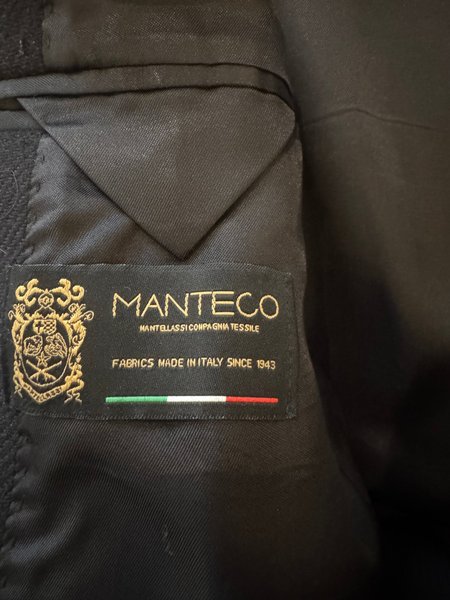 MANTECO
MANTELLASSI COMPAGNIA TESSILE
FABRICS MADE IN ITALY SINCE 1943